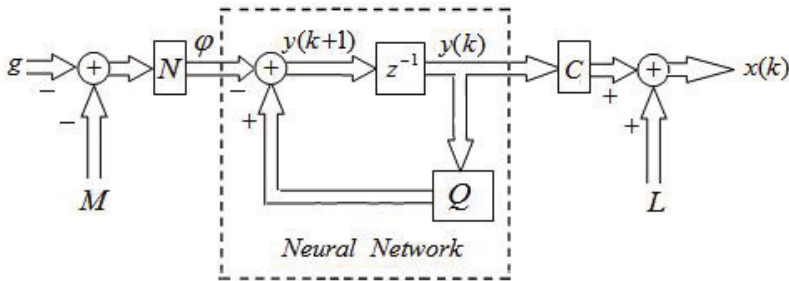 g
−
+
−
M
N
φ
−
+
+
y(k+1)
z⁻¹
y(k)
Q
Neural Network
C
+
+
+
L
x(k)